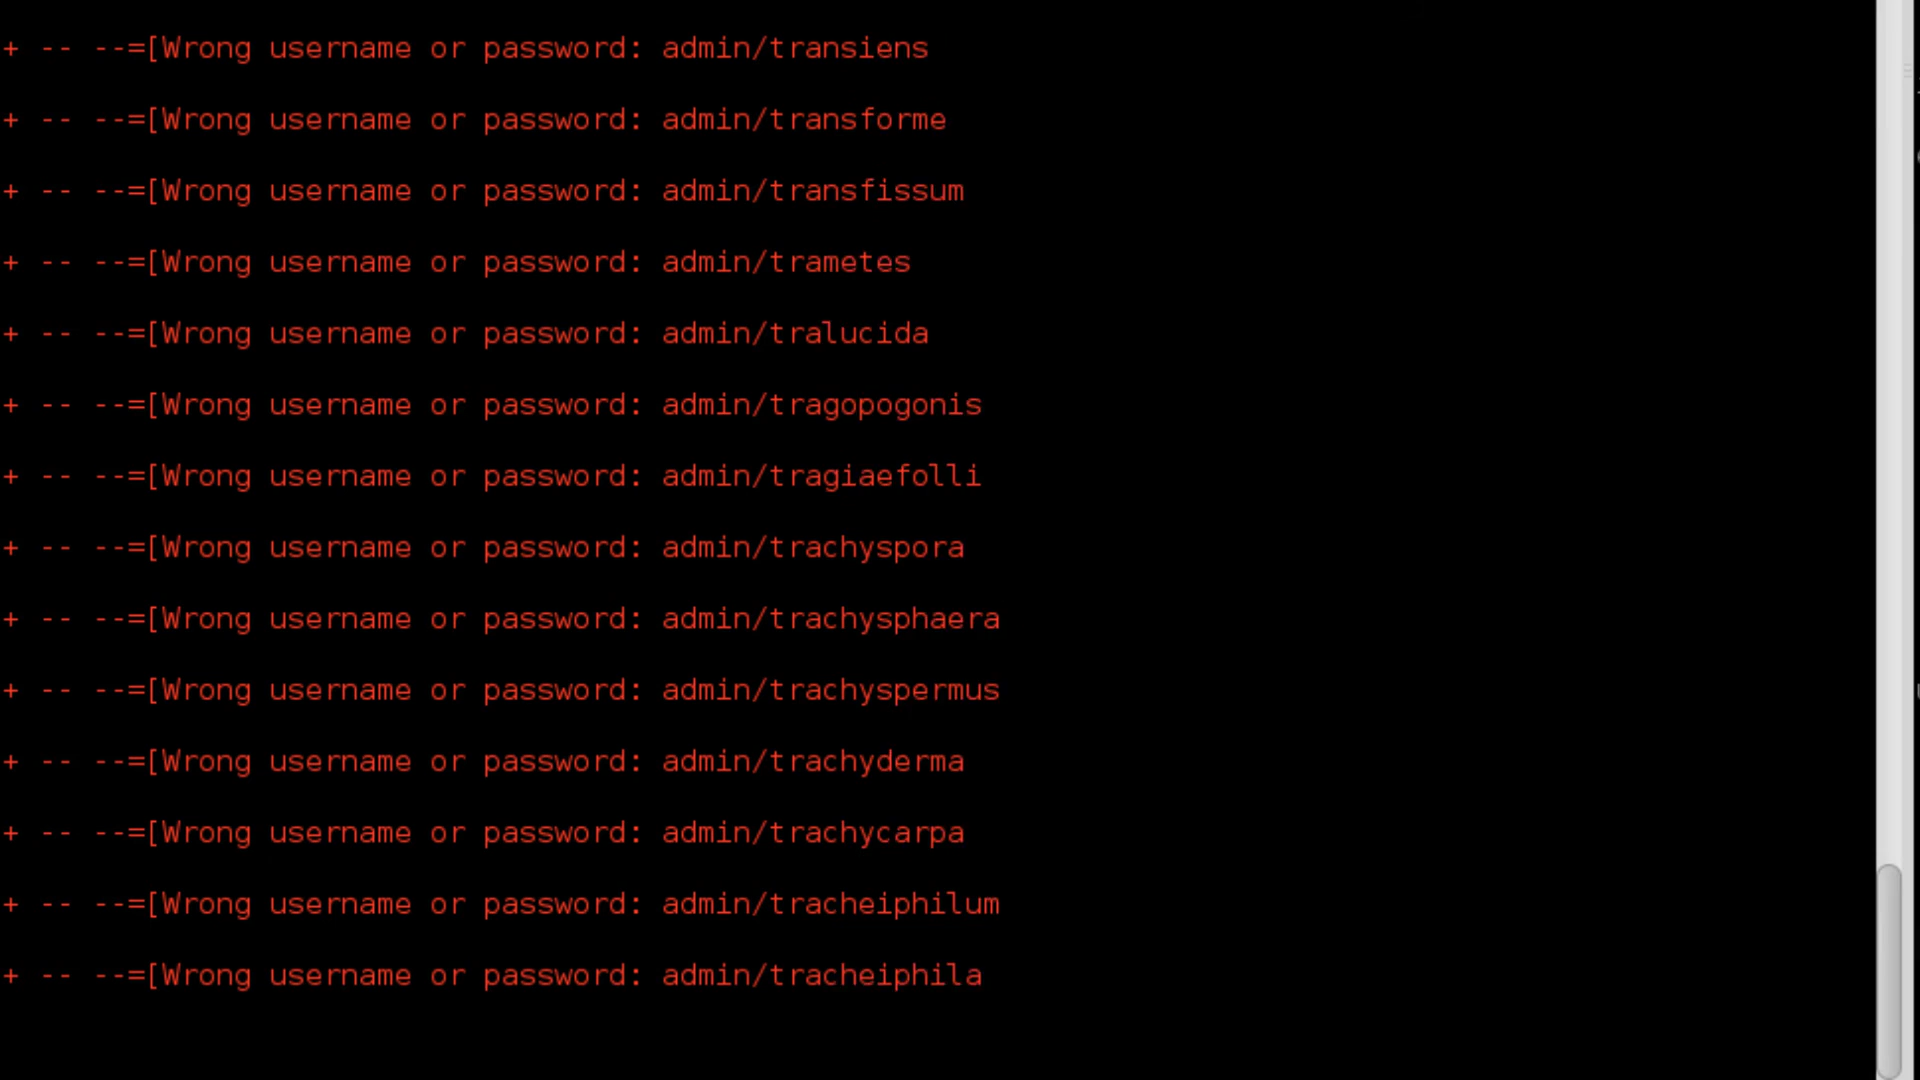 + -- --=[Wrong username or password: admin/transiens
+ -- --=[Wrong username or password: admin/transforme
+ -- --=[Wrong username or password: admin/transfissum
+ -- --=[Wrong username or password: admin/trametes
+ -- --=[Wrong username or password: admin/tralucida
+ -- --=[Wrong username or password: admin/tragopogonis
+ -- --=[Wrong username or password: admin/tragiaefolli
+ -- --=[Wrong username or password: admin/trachyspora
+ -- --=[Wrong username or password: admin/trachysphaera
+ -- --=[Wrong username or password: admin/trachyspermus
+ -- --=[Wrong username or password: admin/trachyderma
+ -- --=[Wrong username or password: admin/trachycarpa
+ -- --=[Wrong username or password: admin/tracheiphilum
+ -- --=[Wrong username or password: admin/tracheiphila